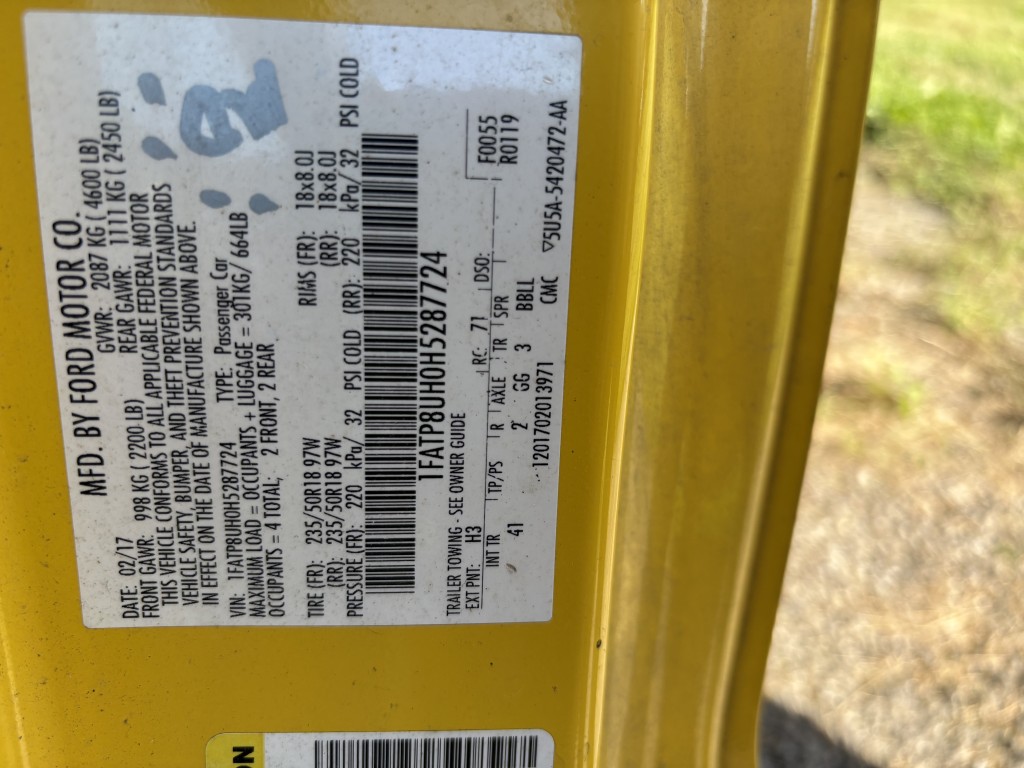 MFD. BY FORD MOTOR CO.
DATE: 02/17 GVWR: 2087 KG ( 4600 LB)
FRONT GAWR: 998 KG ( 2200 LB) REAR GAWR: 1111 KG ( 2450 LB)
THIS VEHICLE CONFORMS TO ALL APPLICABLE FEDERAL MOTOR
VEHICLE SAFETY, BUMPER, AND THEFT PREVENTION STANDARDS
IN EFFECT ON THE DATE OF MANUFACTURE SHOWN ABOVE.
VIN: 1FATP8UH0H5287724 TYPE: Passenger Car
MAXIMUM LOAD = OCCUPANTS + LUGGAGE = 301KG/ 664LB
OCCUPANTS = 4 TOTAL; 2 FRONT, 2 REAR
TIRE (FR): 235/50R18 97W RIMS (FR): 18x8.0J
(RR): 235/50R18 97W (RR): 18x8.0J
PRESSURE (FR): 220 kPa/ 32 PSI COLD (RR): 220 kPa/ 32 PSI COLD
1FATP8UH0H5287724
TRAILER TOWING - SEE OWNER GUIDE
EXT PNT: H3 RC: 71 DSO: F0055
INT TR TP/PS R AXLE TR SPR R0119
41 2 GG 3 BBLL
1201702013971 CMC ▽5U5A-5420472-AA
ON